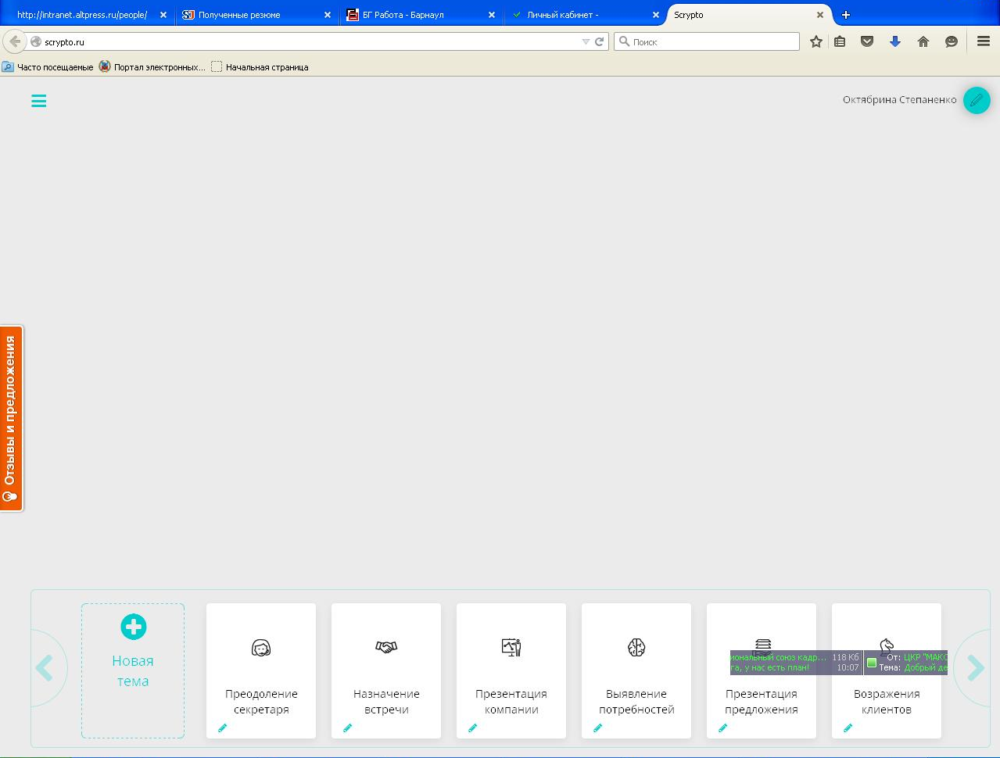 http://intranet.altpress.ru/people/
Полученные резюме
БГ Работа - Барнаул
Личный кабинет -
Scrypto
scrypto.ru
Поиск
Часто посещаемые
Портал электронных...
Начальная страница
Октябрина Степаненко
Отзывы и предложения
Новая
тема
Преодоление
секретаря
Назначение
встречи
Презентация
компании
Выявление
потребностей
Презентация
предложения
Возражения
клиентов
иональный союз кадр... 118 Кб
га, у нас есть план! 10:07
От: ЦКР "МАКС
Тема: Добрый де